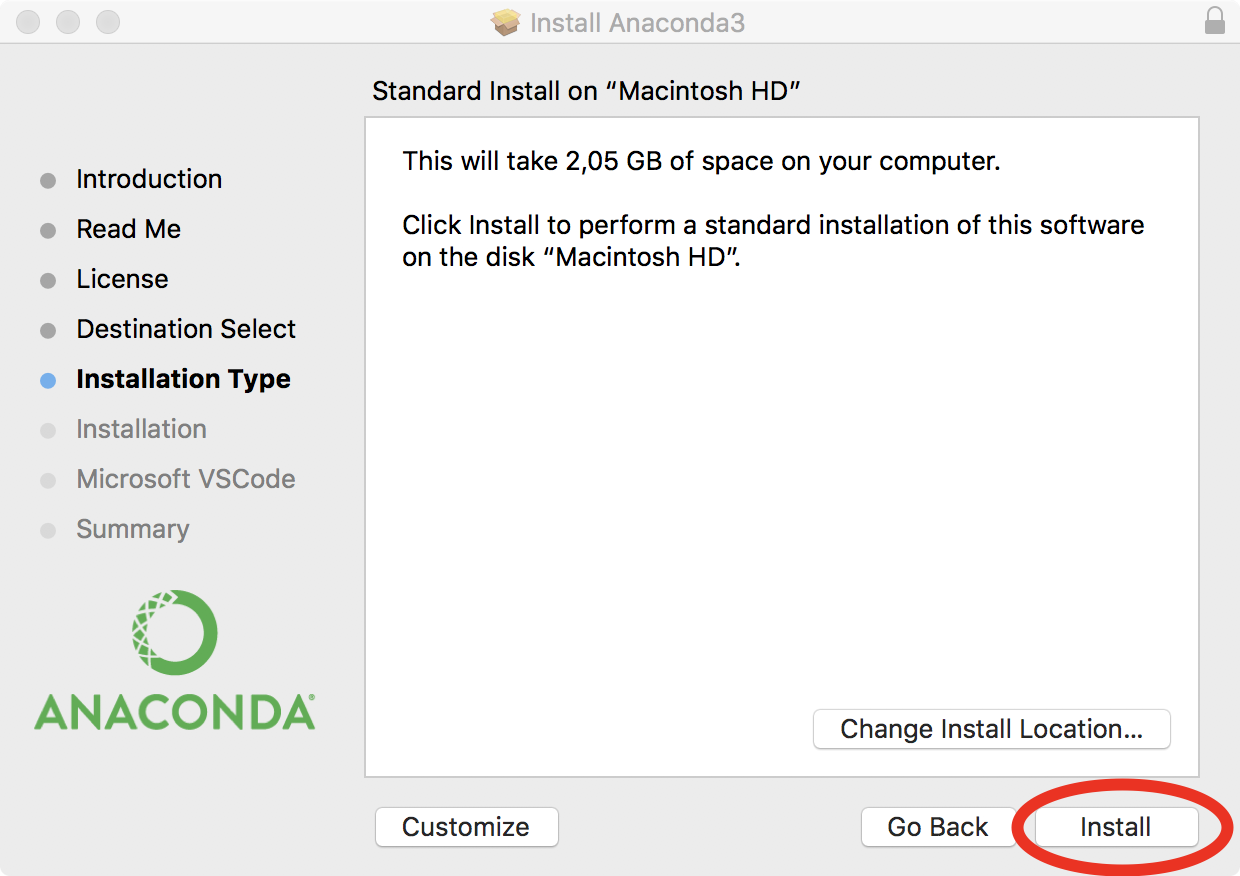 Install Anaconda3
Standard Install on “Macintosh HD”
This will take 2,05 GB of space on your computer.
Click Install to perform a standard installation of this software
on the disk “Macintosh HD”.
Introduction
Read Me
License
Destination Select
Installation Type
Installation
Microsoft VSCode
Summary
ANACONDA®
Change Install Location...
Customize
Go Back
Install